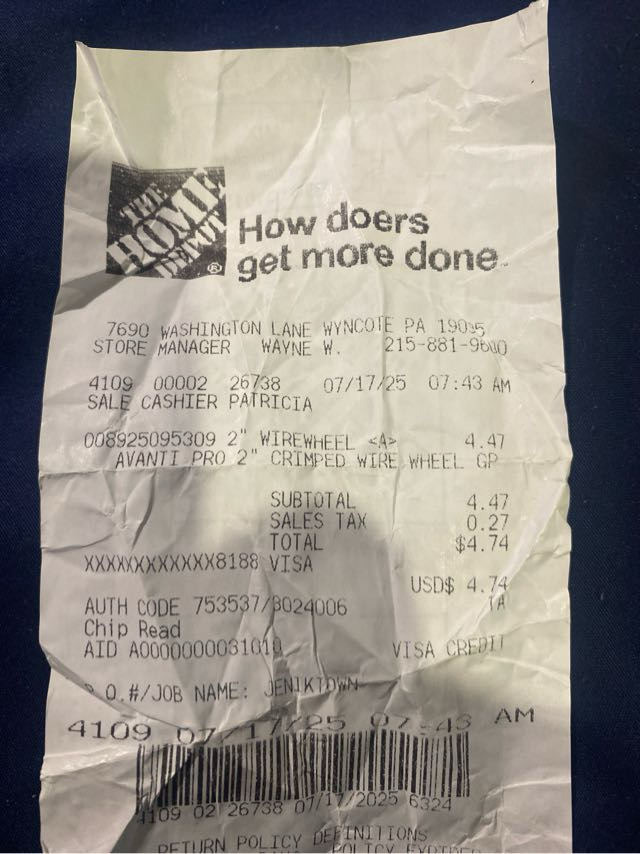 THE
HOME
DEPOT
®
How doers
get more done™
7690 WASHINGTON LANE WYNCOTE PA 19095
STORE MANAGER WAYNE W. 215-881-9600
4109 00002 26738 07/17/25 07:43 AM
SALE CASHIER PATRICIA
008925095309 2" WIREWHEEL <A> 4.47
AVANTI PRO 2" CRIMPED WIRE WHEEL GP
SUBTOTAL 4.47
SALES TAX 0.27
TOTAL $4.74
XXXXXXXXXXXX8188 VISA
USD$ 4.74
AUTH CODE 753537/8024006 TA
Chip Read
AID A0000000031010 VISA CREDIT
P.O.#/JOB NAME: JENIKTOWN
4109 07/17/25 07:43 AM
4109 02 26738 07/17/2025 6324
RETURN POLICY DEFINITIONS
POLICY EXPIRES